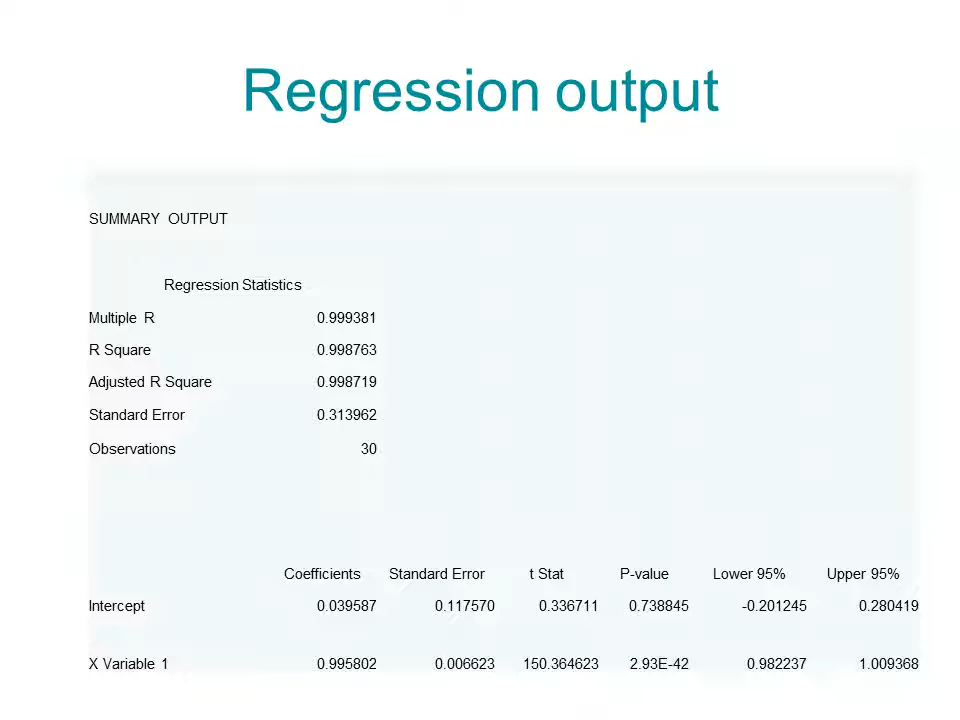 Regression output
SUMMARY OUTPUT
Regression Statistics
Multiple R 0.999381
R Square 0.998763
Adjusted R Square 0.998719
Standard Error 0.313962
Observations 30
Coefficients Standard Error t Stat P-value Lower 95% Upper 95%
Intercept 0.039587 0.117570 0.336711 0.738845 -0.201245 0.280419
X Variable 1 0.995802 0.006623 150.364623 2.93E-42 0.982237 1.009368